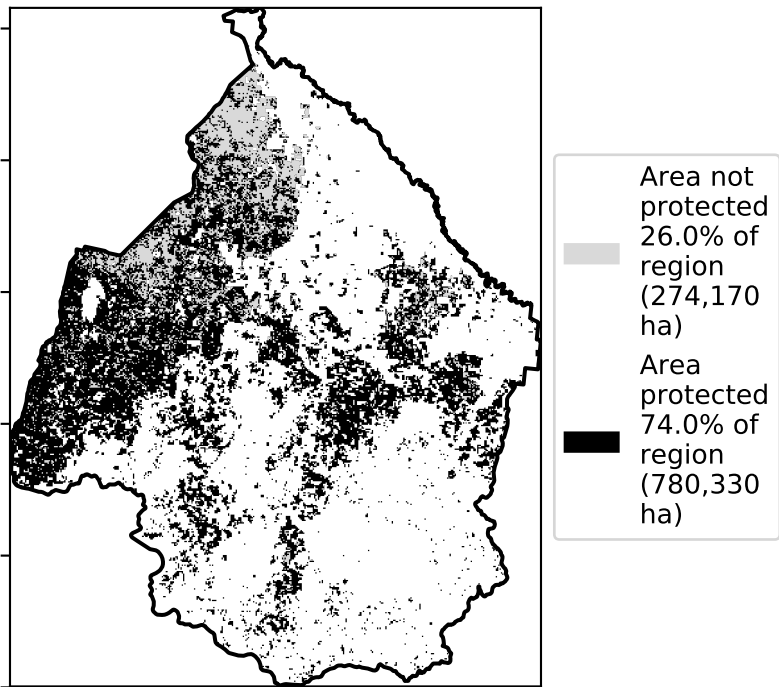 Area not
protected
26.0% of
region
(274,170
ha)
Area
protected
74.0% of
region
(780,330
ha)